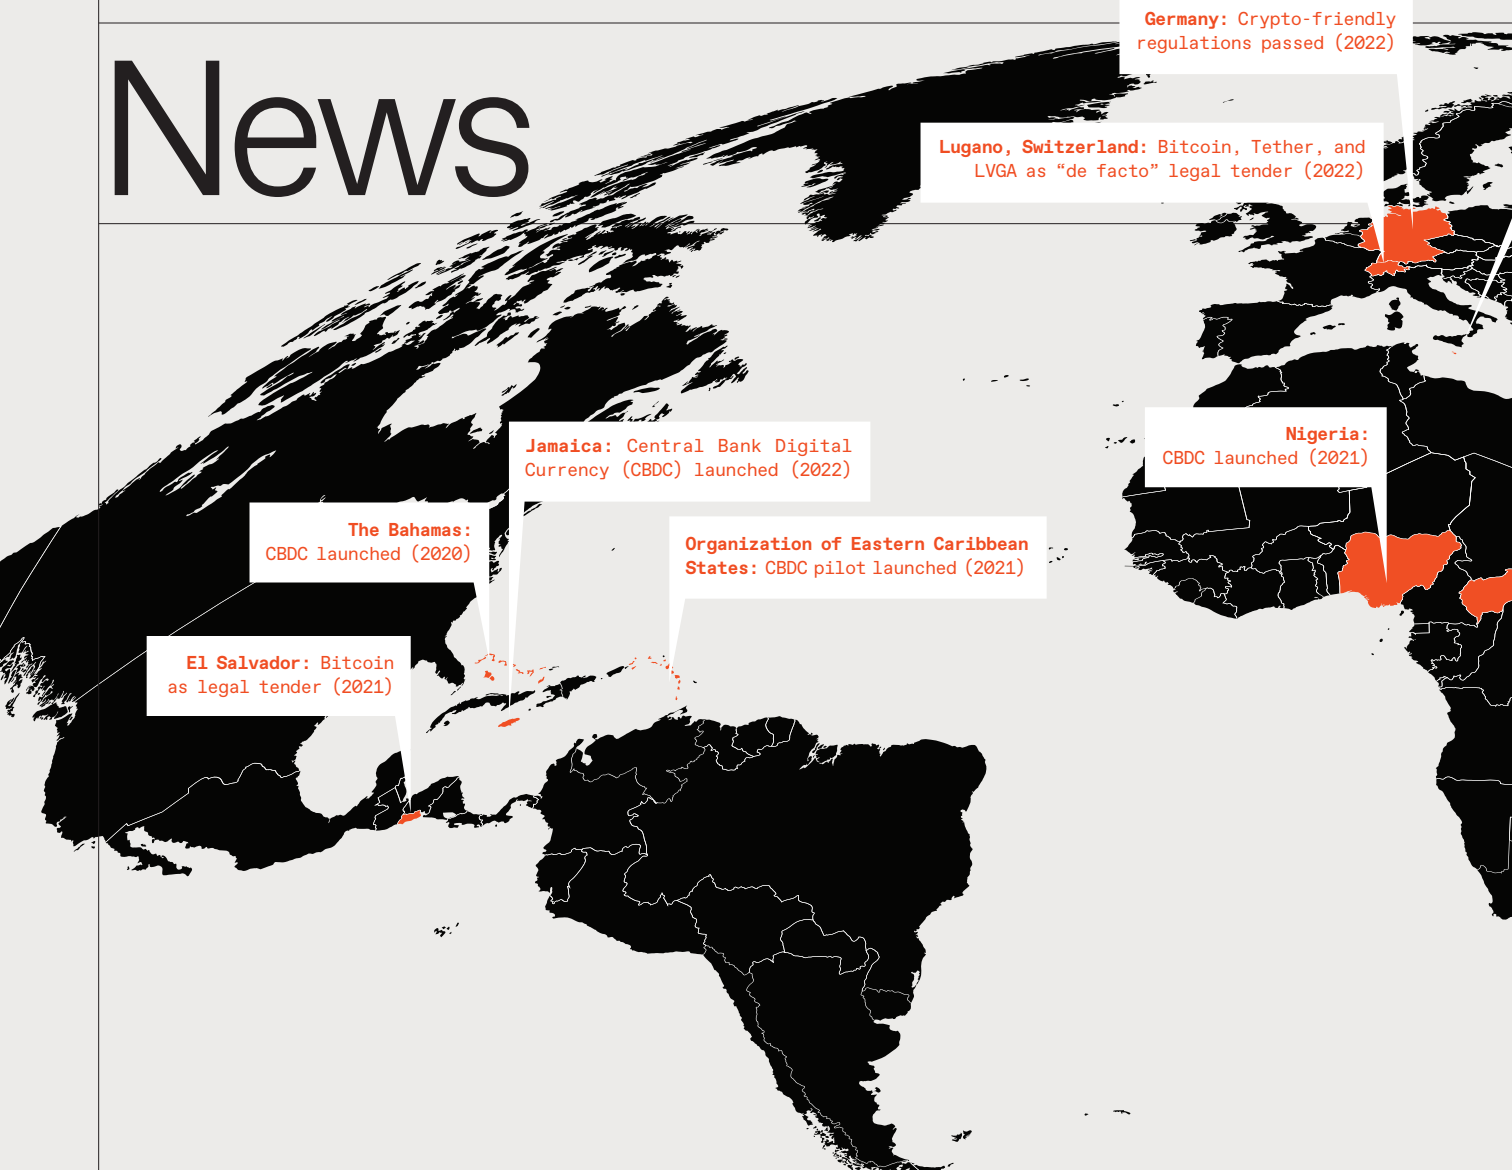 News
Germany: Crypto-friendly
regulations passed (2022)
Lugano, Switzerland: Bitcoin, Tether, and
LVGA as “de facto” legal tender (2022)
Nigeria:
CBDC launched (2021)
Jamaica: Central Bank Digital
Currency (CBDC) launched (2022)
The Bahamas:
CBDC launched (2020)
Organization of Eastern Caribbean
States: CBDC pilot launched (2021)
El Salvador: Bitcoin
as legal tender (2021)